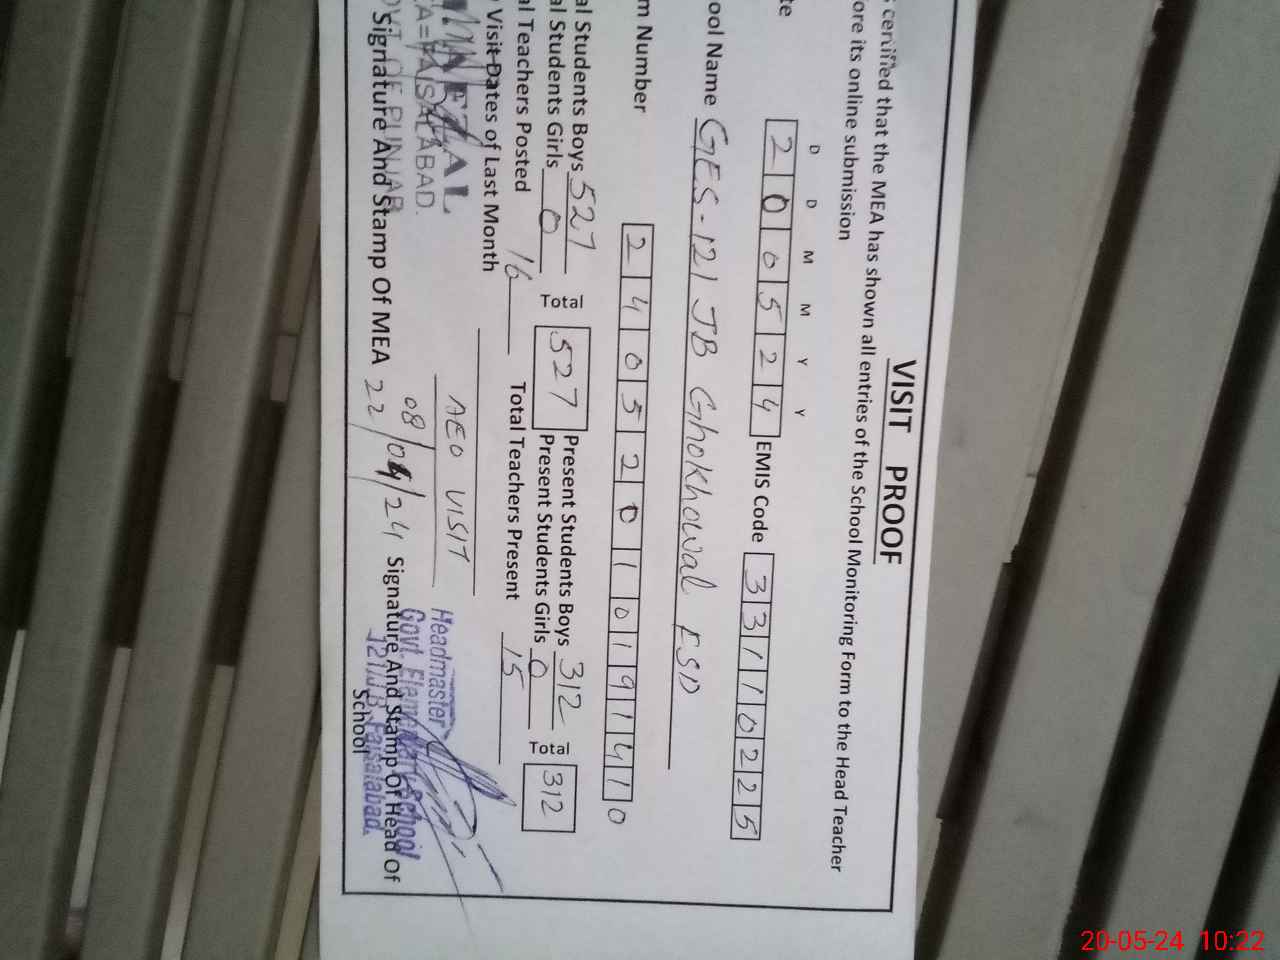 VISIT PROOF
certified that the MEA has shown all entries of the School Monitoring Form to the Head Teacher
ore its online submission
D D M M Y Y
te 2 0 0 5 2 4 EMIS Code 3 3 1 1 0 2 2 5
ool Name GES-121 JB Ghokhowal FSD
m Number 2 4 0 5 2 0 1 0 1 9 1 4 1 0
al Students Boys 527 Total 527 Present Students Boys 312 Total 312
al Students Girls 0 Present Students Girls 0
al Teachers Posted 16 Total Teachers Present 15
Visit Dates of Last Month
AEO VISIT
08/04/24
22
Signature And Stamp Of MEA
FAISALABAD.
OF PUNJAB
Signature And Stamp Of Head Of
School
Headmaster
Govt. Elementary School
121/J.B Faisalabad.
20-05-24 10:22